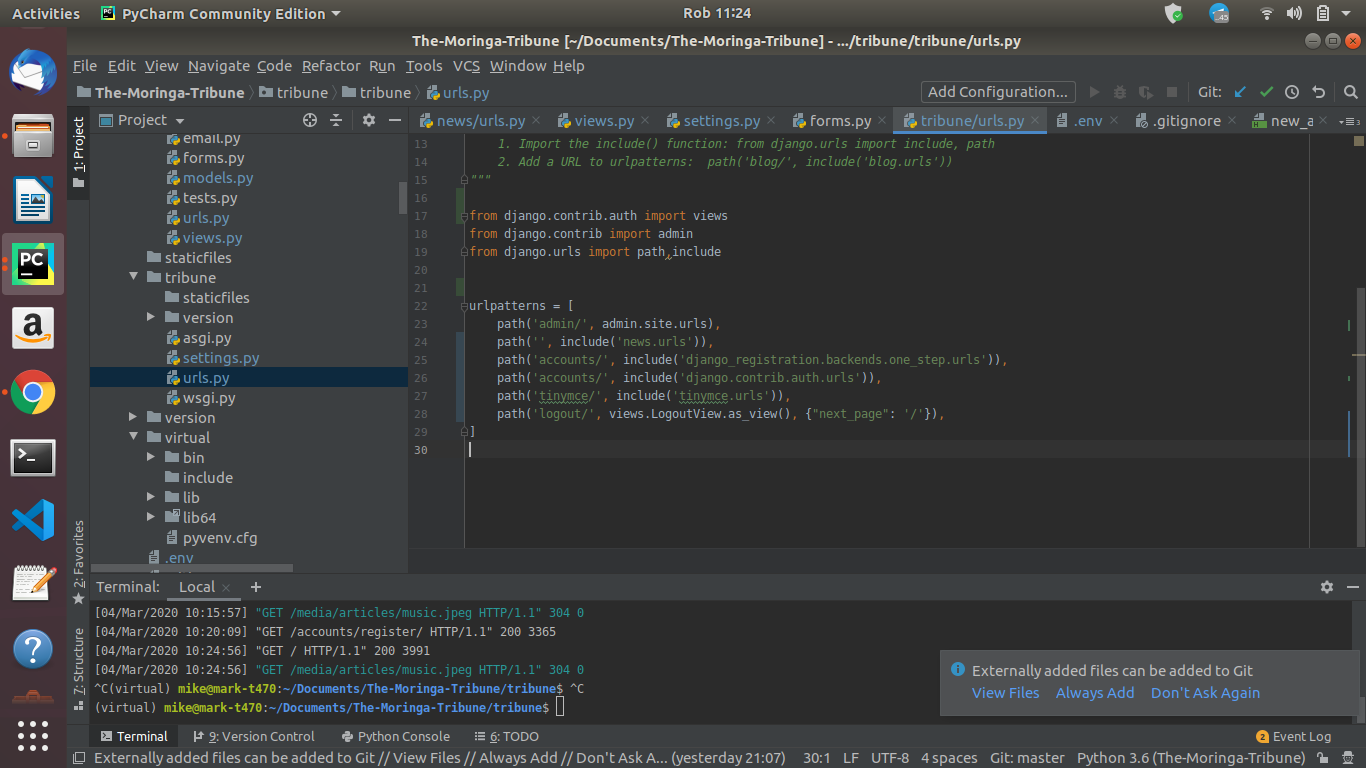 Activities PyCharm Community Edition Rob 11:24
The-Moringa-Tribune [~/Documents/The-Moringa-Tribune] - .../tribune/tribune/urls.py
File Edit View Navigate Code Refactor Run Tools VCS Window Help
The-Moringa-Tribune tribune tribune urls.py Add Configuration... Git:
1: Project
Project
news/urls.py views.py settings.py forms.py tribune/urls.py .env .gitignore new_a
email.py
forms.py
models.py
tests.py
urls.py
views.py
staticfiles
tribune
staticfiles
version
asgi.py
settings.py
urls.py
wsgi.py
version
virtual
bin
include
lib
lib64
pyvenv.cfg
.env
13 1. Import the include() function: from django.urls import include, path
14 2. Add a URL to urlpatterns: path('blog/', include('blog.urls'))
15 """
16
17 from django.contrib.auth import views
18 from django.contrib import admin
19 from django.urls import path,include
20
21
22 urlpatterns = [
23 path('admin/', admin.site.urls),
24 path('', include('news.urls')),
25 path('accounts/', include('django_registration.backends.one_step.urls')),
26 path('accounts/', include('django.contrib.auth.urls')),
27 path('tinymce/', include('tinymce.urls')),
28 path('logout/', views.LogoutView.as_view(), {"next_page": '/'}),
29 ]
30
2: Favorites
7: Structure
Terminal: Local +
[04/Mar/2020 10:15:57] "GET /media/articles/music.jpeg HTTP/1.1" 304 0
[04/Mar/2020 10:20:09] "GET /accounts/register/ HTTP/1.1" 200 3365
[04/Mar/2020 10:24:56] "GET / HTTP/1.1" 200 3991
[04/Mar/2020 10:24:56] "GET /media/articles/music.jpeg HTTP/1.1" 304 0
^C(virtual) mike@mark-t470:~/Documents/The-Moringa-Tribune/tribune$ ^C
(virtual) mike@mark-t470:~/Documents/The-Moringa-Tribune/tribune$
Externally added files can be added to Git
View Files Always Add Don't Ask Again
Terminal 9: Version Control Python Console 6: TODO 2 Event Log
Externally added files can be added to Git // View Files // Always Add // Don't Ask A... (yesterday 21:07) 30:1 LF UTF-8 4 spaces Git: master Python 3.6 (The-Moringa-Tribune)